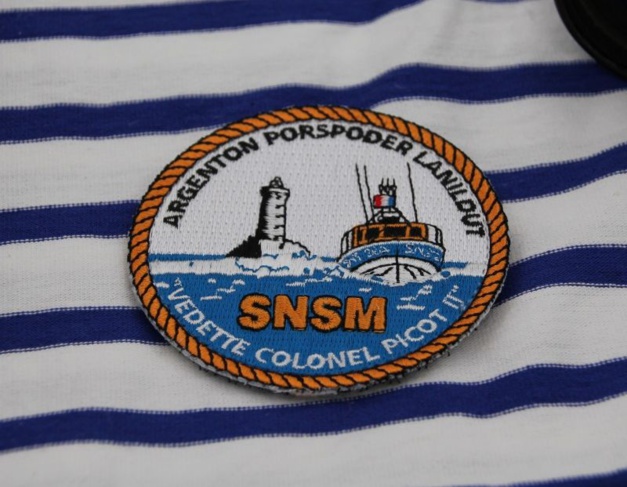 ARGENTON PORSPODER LANILDUT
SNSM
"VEDETTE COLONEL PICOT II"